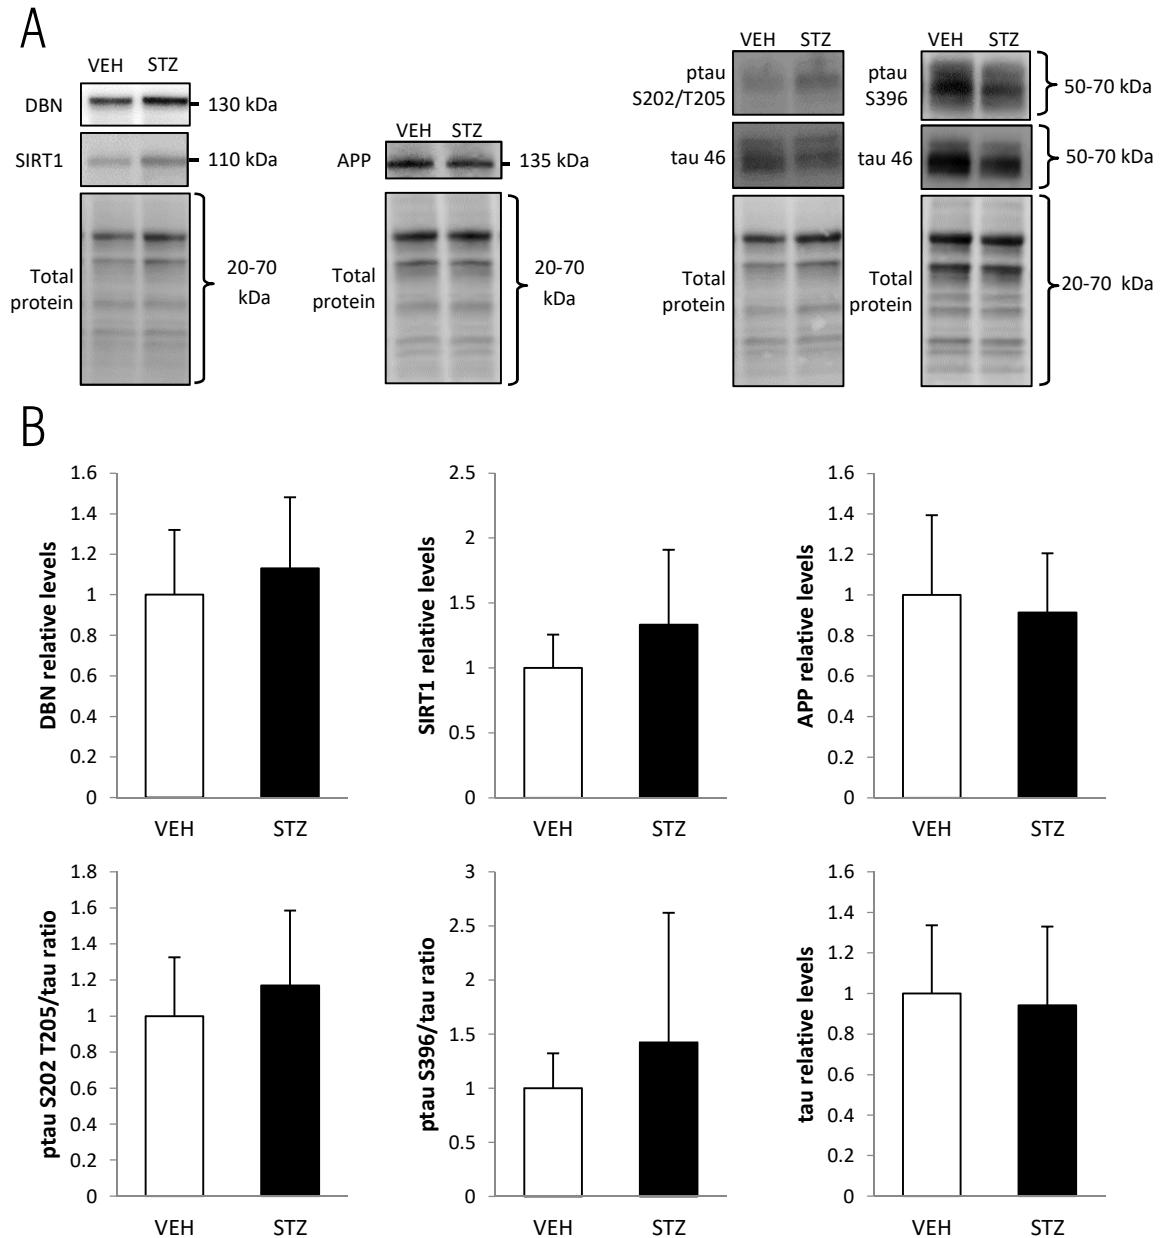 A
VEH STZ
DBN 130 kDa
SIRT1 110 kDa
Total
protein
20-70
kDa
VEH STZ
APP 135 kDa
Total
protein
20-70
kDa
VEH STZ
ptau
S202/T205
tau 46
Total
protein
VEH STZ
ptau
S396
50-70 kDa
tau 46 50-70 kDa
Total
protein
20-70 kDa
B
DBN relative levels
1.6
1.4
1.2
1
0.8
0.6
0.4
0.2
0
VEH STZ
SIRT1 relative levels
2.5
2
1.5
1
0.5
0
VEH STZ
APP relative levels
1.6
1.4
1.2
1
0.8
0.6
0.4
0.2
0
VEH STZ
ptau S202 T205/tau ratio
1.8
1.6
1.4
1.2
1
0.8
0.6
0.4
0.2
0
VEH STZ
ptau S396/tau ratio
3
2.5
2
1.5
1
0.5
0
VEH STZ
tau relative levels
1.6
1.4
1.2
1
0.8
0.6
0.4
0.2
0
VEH STZ